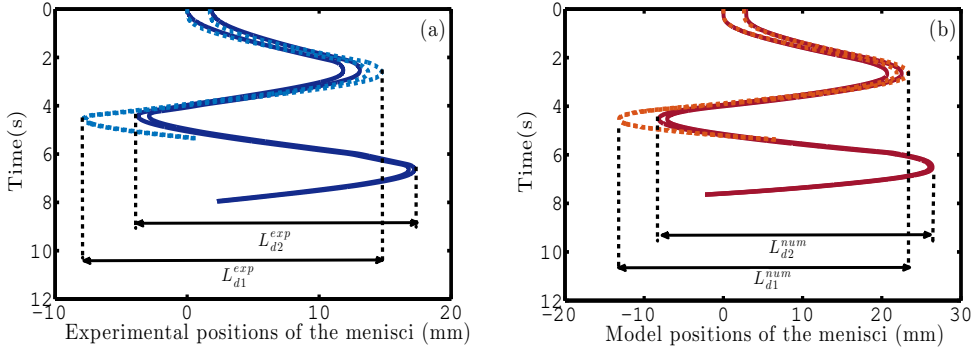 (a)
0
2
4
6
8
10
12
Time(s)
L_{d2}^{exp}
L_{d1}^{exp}
−10 0 10 20
Experimental positions of the menisci (mm)
(b)
0
2
4
6
8
10
12
Time(s)
L_{d2}^{num}
L_{d1}^{num}
−20 −10 0 10 20 30
Model positions of the menisci (mm)